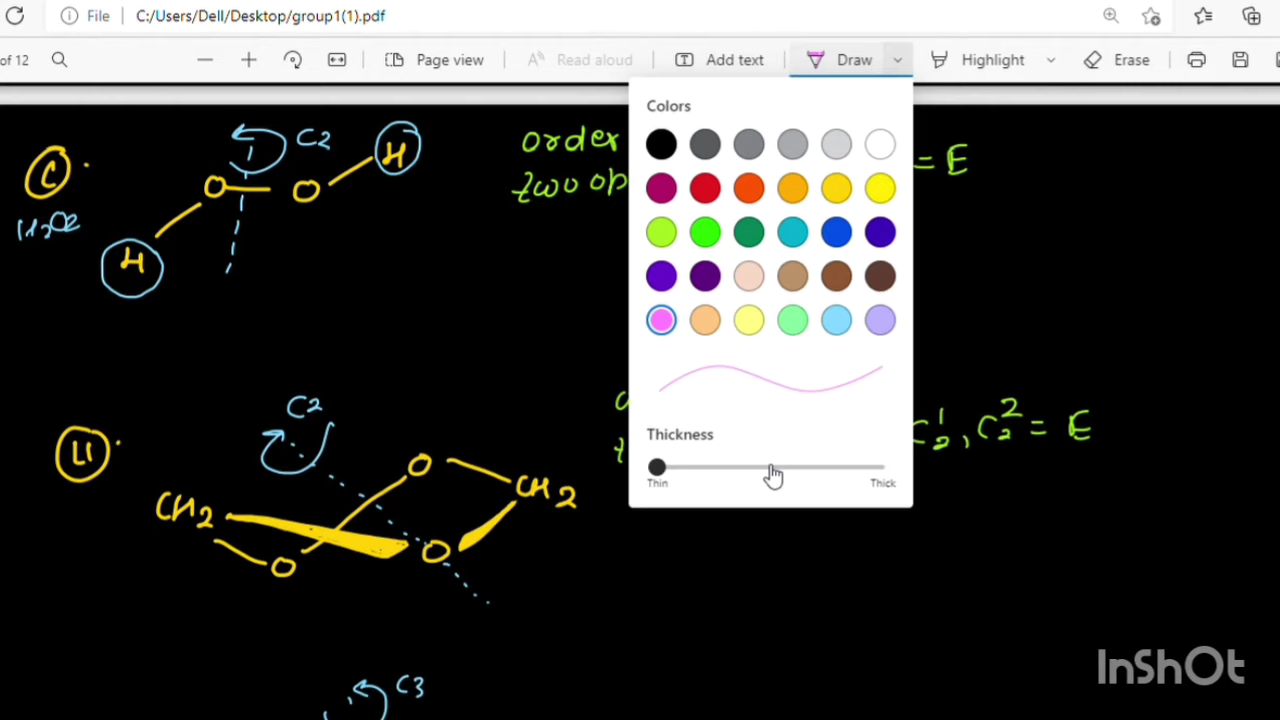 File C:/Users/Dell/Desktop/group1(1).pdf
of 12 Page view Read aloud Add text Draw Highlight Erase
Colors
C2
H
order
= E
C
O O
two op
H2O2
H
C2
C₂¹, C₂² = E
Thickness
O
CH2
CH2
Thin Thick
O
O
C3
InShOt